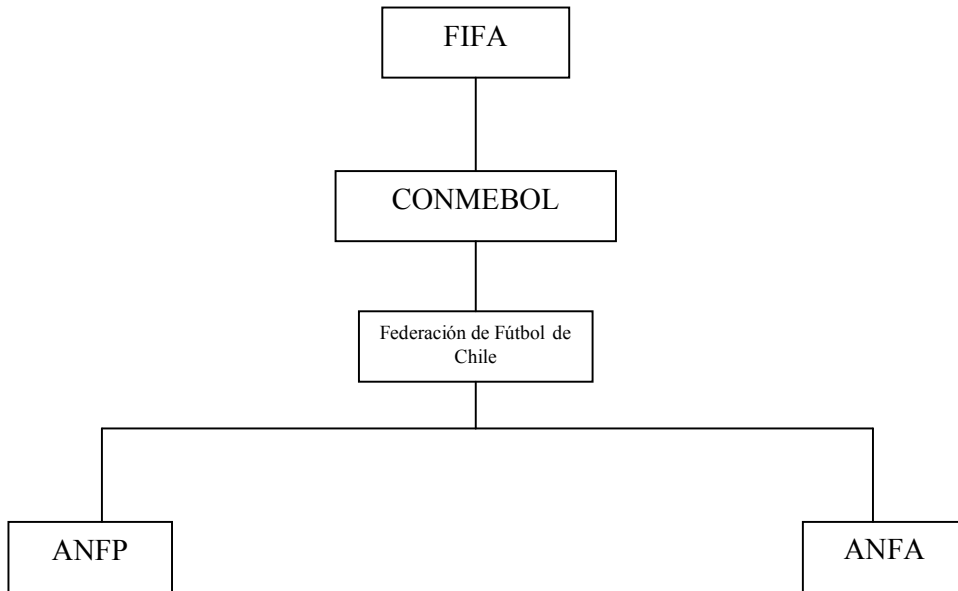 FIFA
CONMEBOL
Federación de Fútbol de
Chile
ANFP
ANFA